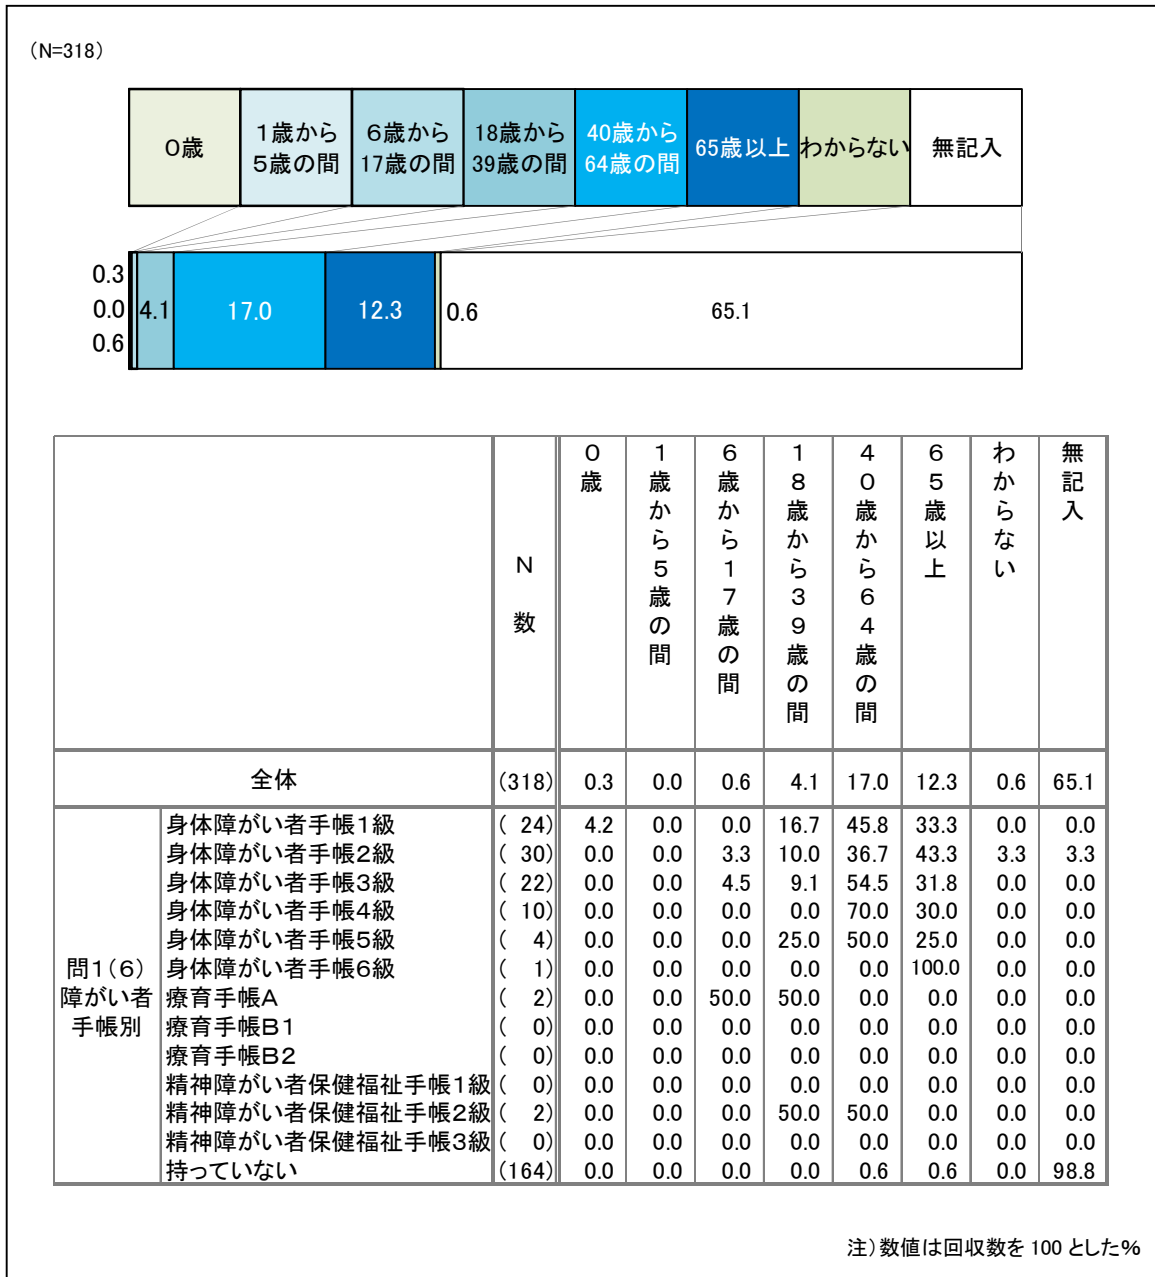 （N=318）
０歳 １歳から５歳の間 ６歳から17歳の間 18歳から39歳の間 40歳から64歳の間 65歳以上 わからない 無記入
0.3
0.0 4.1 17.0 12.3 0.6 65.1
0.6
Ｎ数 ０歳 １歳から５歳の間 ６歳から１７歳の間 １８歳から３９歳の間 ４０歳から６４歳の間 ６５歳以上 わからない 無記入
全体 (318) 0.3 0.0 0.6 4.1 17.0 12.3 0.6 65.1
問１(６)障がい者手帳別
身体障がい者手帳１級 ( 24) 4.2 0.0 0.0 16.7 45.8 33.3 0.0 0.0
身体障がい者手帳２級 ( 30) 0.0 0.0 3.3 10.0 36.7 43.3 3.3 3.3
身体障がい者手帳３級 ( 22) 0.0 0.0 4.5 9.1 54.5 31.8 0.0 0.0
身体障がい者手帳４級 ( 10) 0.0 0.0 0.0 0.0 70.0 30.0 0.0 0.0
身体障がい者手帳５級 ( 4) 0.0 0.0 0.0 25.0 50.0 25.0 0.0 0.0
身体障がい者手帳６級 ( 1) 0.0 0.0 0.0 0.0 0.0 100.0 0.0 0.0
療育手帳Ａ ( 2) 0.0 0.0 50.0 50.0 0.0 0.0 0.0 0.0
療育手帳Ｂ１ ( 0) 0.0 0.0 0.0 0.0 0.0 0.0 0.0 0.0
療育手帳Ｂ２ ( 0) 0.0 0.0 0.0 0.0 0.0 0.0 0.0 0.0
精神障がい者保健福祉手帳１級 ( 0) 0.0 0.0 0.0 0.0 0.0 0.0 0.0 0.0
精神障がい者保健福祉手帳２級 ( 2) 0.0 0.0 0.0 50.0 50.0 0.0 0.0 0.0
精神障がい者保健福祉手帳３級 ( 0) 0.0 0.0 0.0 0.0 0.0 0.0 0.0 0.0
持っていない (164) 0.0 0.0 0.0 0.0 0.6 0.6 0.0 98.8
注）数値は回収数を 100 とした％